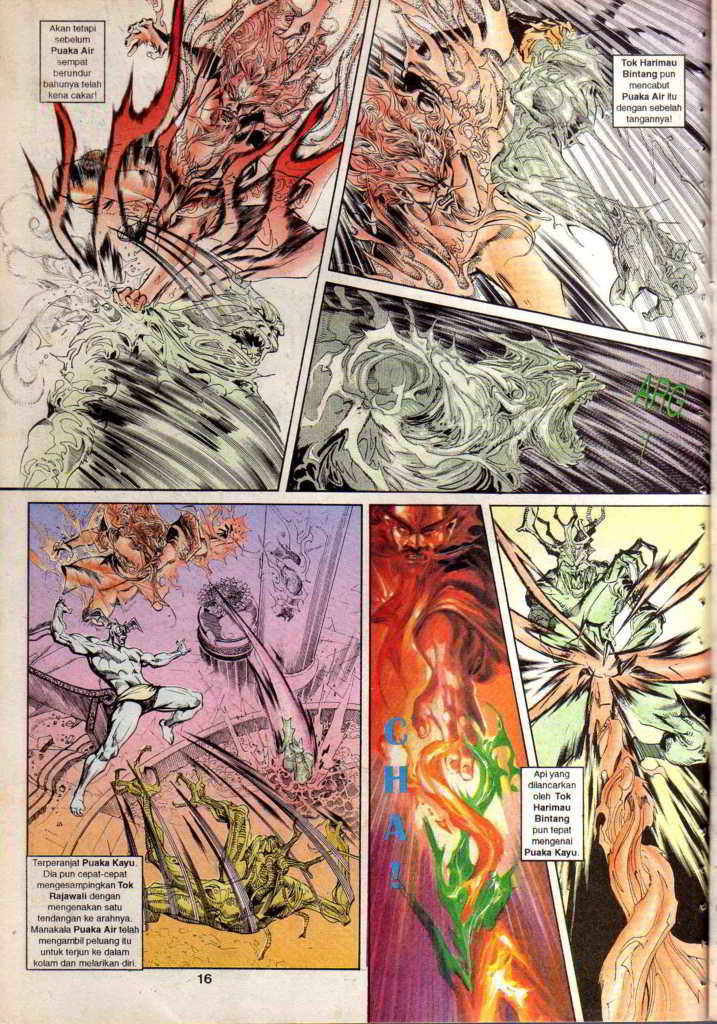 Akan tetapi
sebelum
Puaka Air
sempat
berundur
bahunya telah
kena cakar!
Tok Harimau
Bintang pun
mencabut
Puaka Air itu
dengan sebelah
tangannya!
ARG
!
Terperanjat Puaka Kayu.
Dia pun cepat-cepat
mengesampingkan Tok
Rajawali dengan
mengenakan satu
tendangan ke arahnya.
Manakala Puaka Air telah
mengambil peluang itu
untuk terjun ke dalam
kolam dan melarikan diri.
CHA!
Api yang
dilancarkan
oleh Tok
Harimau
Bintang
pun tepat
mengenai
Puaka Kayu.
16